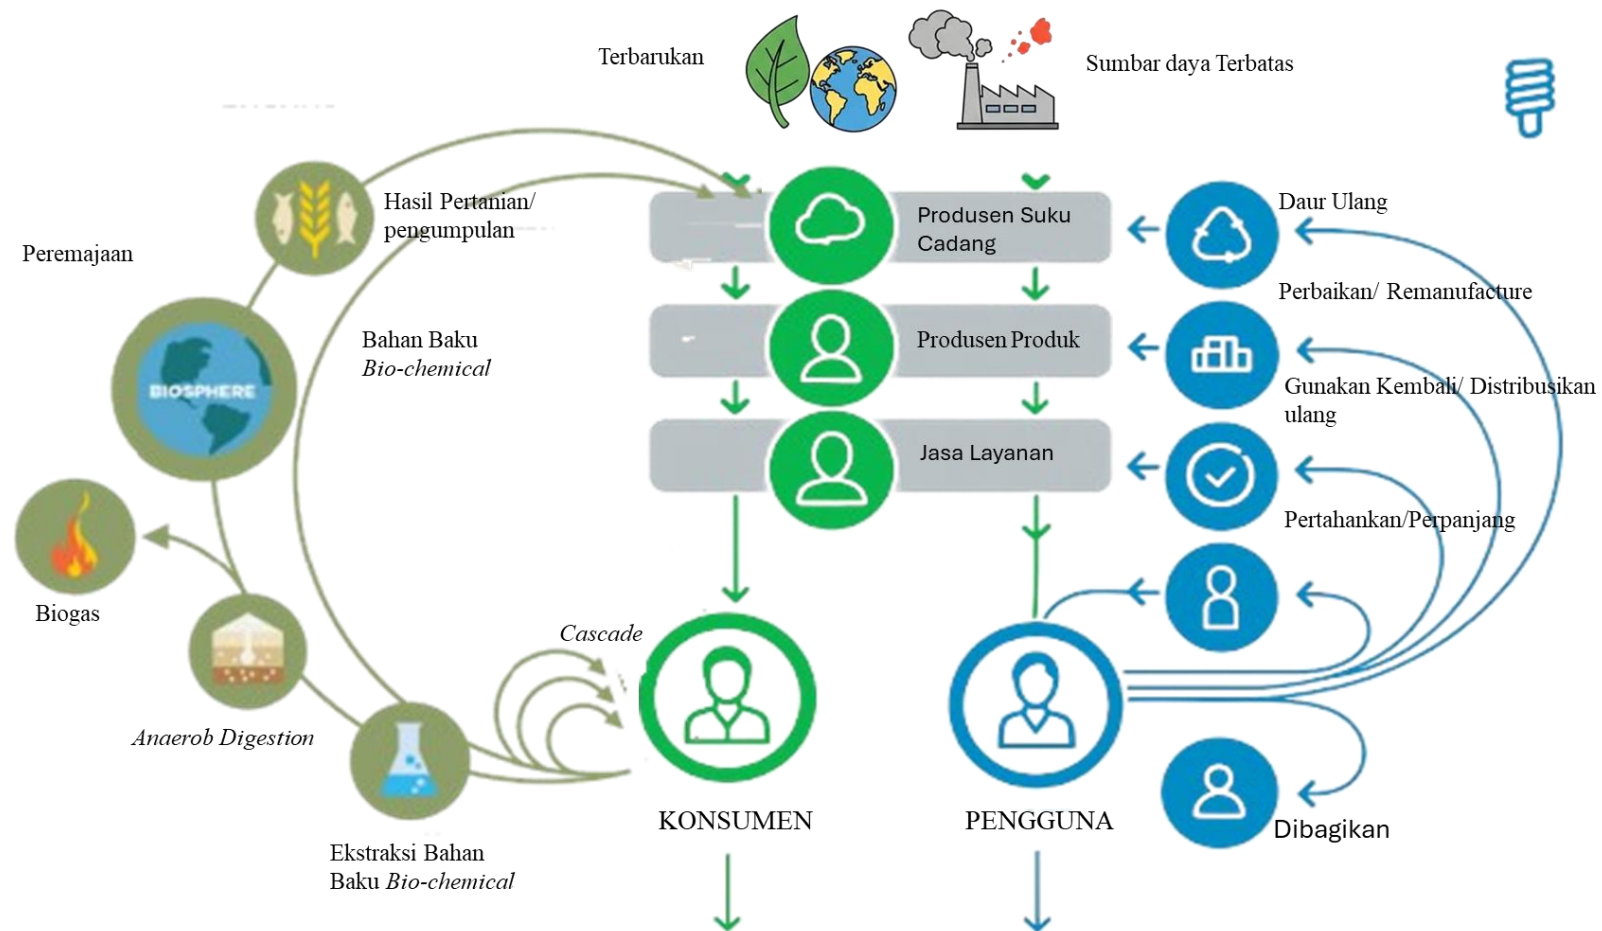 Terbarukan
Sumbar daya Terbatas
Hasil Pertanian/
pengumpulan
Peremajaan
Bahan Baku
Bio-chemical
BIOSPHERE
Biogas
Anaerob Digestion
Ekstraksi Bahan
Baku Bio-chemical
Cascade
Produsen Suku
Cadang
Produsen Produk
Jasa Layanan
KONSUMEN
PENGGUNA
Daur Ulang
Perbaikan/ Remanufacture
Gunakan Kembali/ Distribusikan
ulang
Pertahankan/Perpanjang
Dibagikan